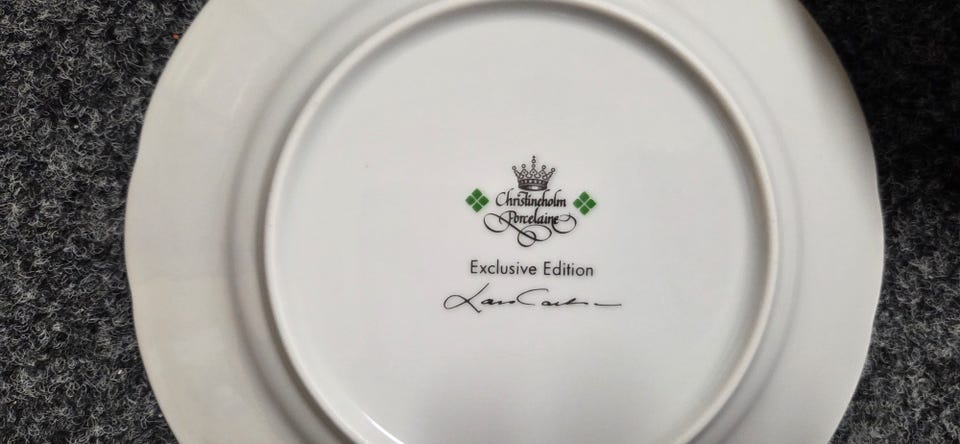 Christineholm
Porcelaine
Exclusive Edition